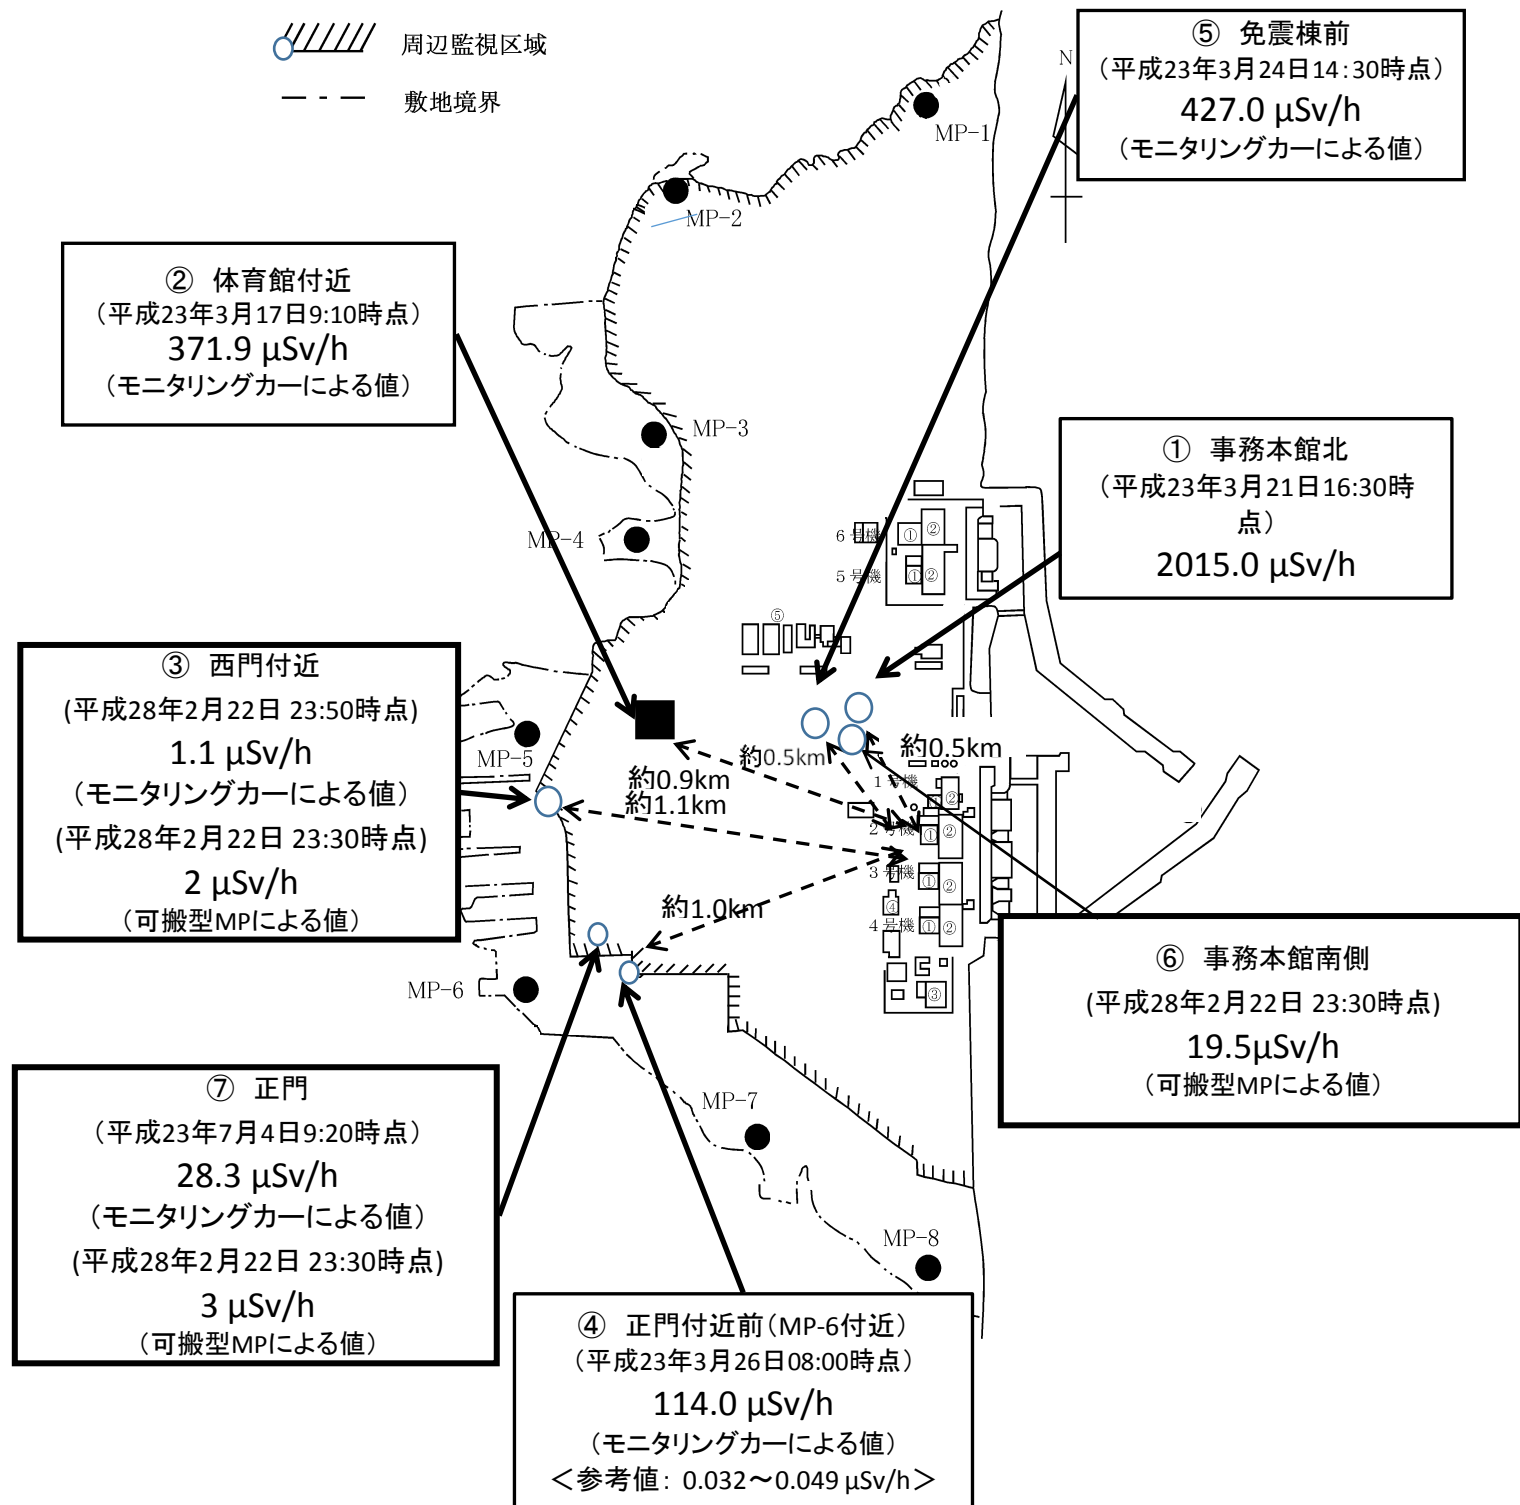 周辺監視区域
敷地境界
⑤ 免震棟前
（平成23年3月24日14:30時点）
427.0 μSv/h
（モニタリングカーによる値）
N
MP-1
MP-2
② 体育館付近
（平成23年3月17日9:10時点）
371.9 μSv/h
（モニタリングカーによる値）
MP-3
① 事務本館北
（平成23年3月21日16:30時
点）
2015.0 μSv/h
MP-4
６号機
①
②
５号機
①
②
⑤
③ 西門付近
(平成28年2月22日 23:50時点)
1.1 μSv/h
（モニタリングカーによる値）
(平成28年2月22日 23:30時点)
2 μSv/h
（可搬型MPによる値）
MP-5
約0.5km
約0.5km
約0.9km
約1.1km
１号機
①
②
２号機
①
②
３号機
①
②
約1.0km
④
４号機
①
②
③
MP-6
⑥ 事務本館南側
(平成28年2月22日 23:30時点)
19.5μSv/h
（可搬型MPによる値）
⑦ 正門
（平成23年7月4日9:20時点）
28.3 μSv/h
（モニタリングカーによる値）
(平成28年2月22日 23:30時点)
3 μSv/h
（可搬型MPによる値）
MP-7
MP-8
④ 正門付近前（MP-6付近）
（平成23年3月26日08:00時点）
114.0 μSv/h
（モニタリングカーによる値）
＜参考値： 0.032～0.049 μSv/h＞